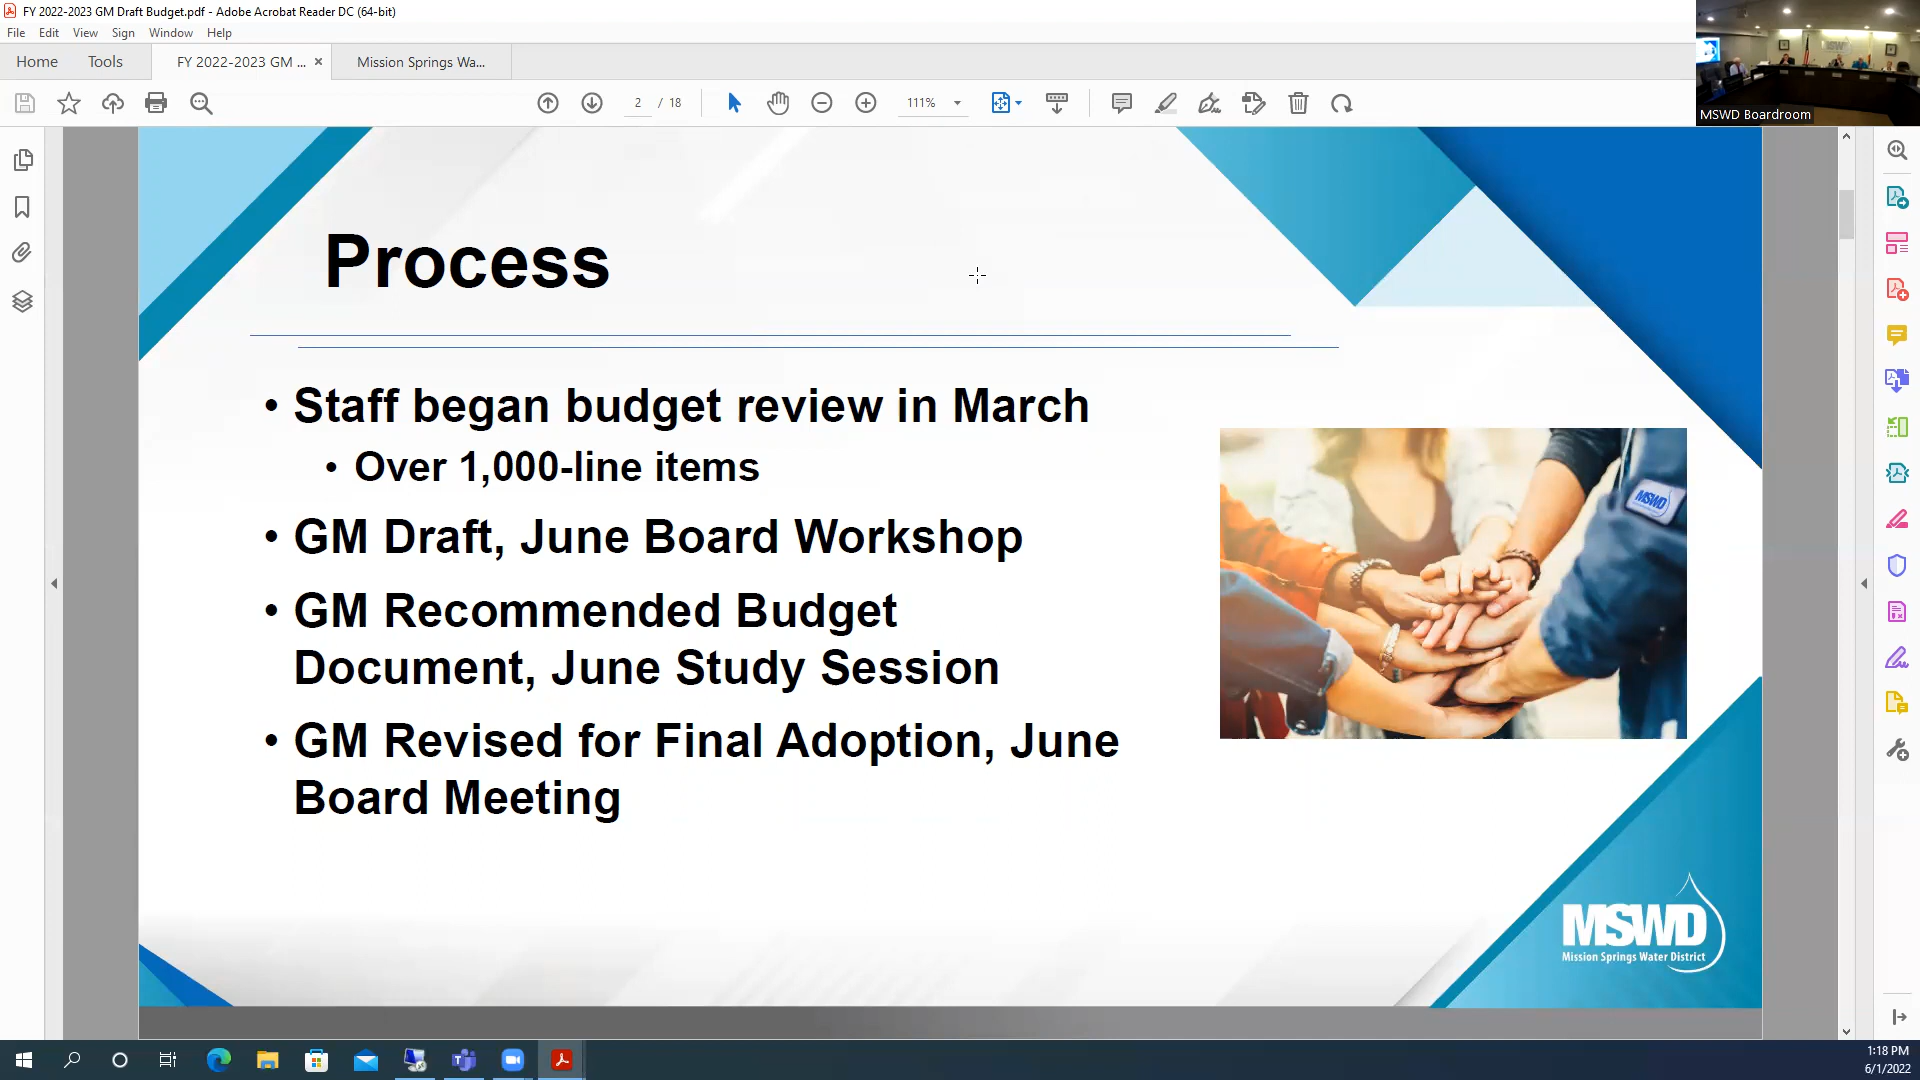 FY 2022-2023 GM Draft Budget.pdf - Adobe Acrobat Reader DC (64-bit)
File Edit View Sign Window Help
Home Tools FY 2022-2023 GM ... × Mission Springs Wa...
2 / 18 111%
MSWD Boardroom
Process
• Staff began budget review in March
• Over 1,000-line items
• GM Draft, June Board Workshop
• GM Recommended Budget
Document, June Study Session
• GM Revised for Final Adoption, June
Board Meeting
MSWD
MSWD
Mission Springs Water District
1:18 PM
6/1/2022